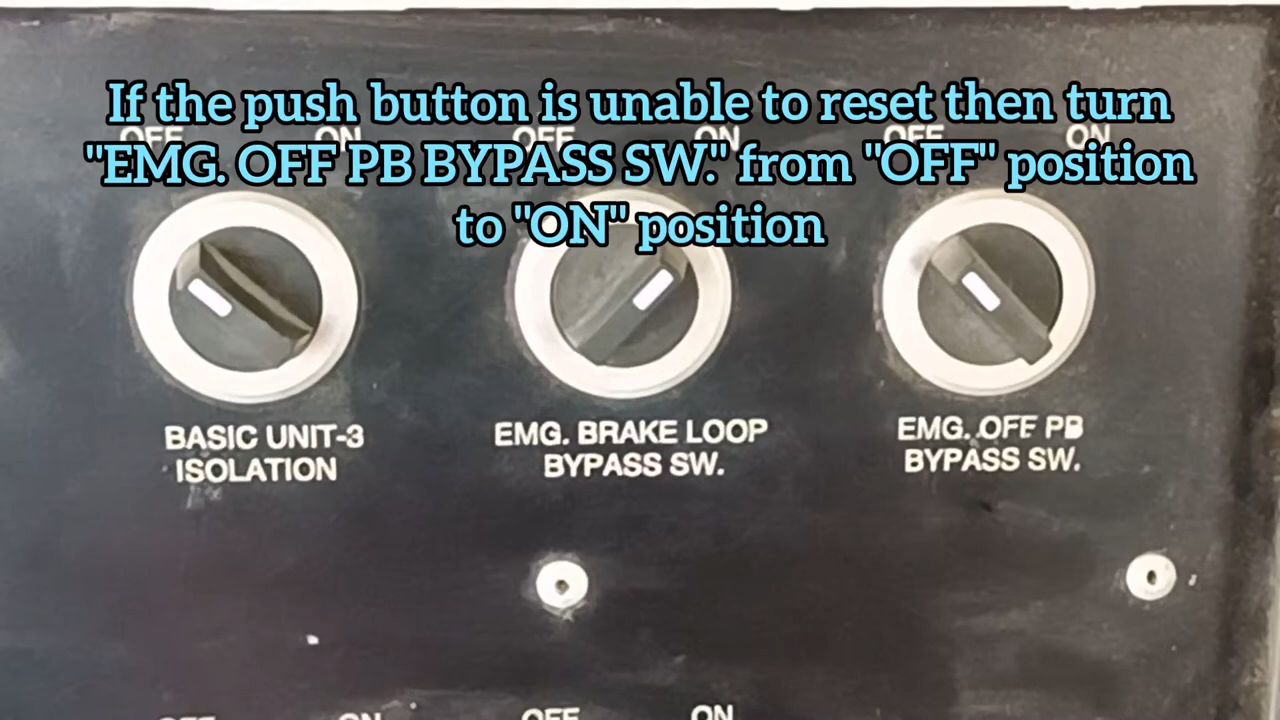 If the push button is unable to reset then turn
"EMG. OFF PB BYPASS SW." from "OFF" position
to "ON" position
OFF ON OFF ON OFF ON
BASIC UNIT-3
ISOLATION
EMG. BRAKE LOOP
BYPASS SW.
EMG. OFF PB
BYPASS SW.
OFF ON OFF ON